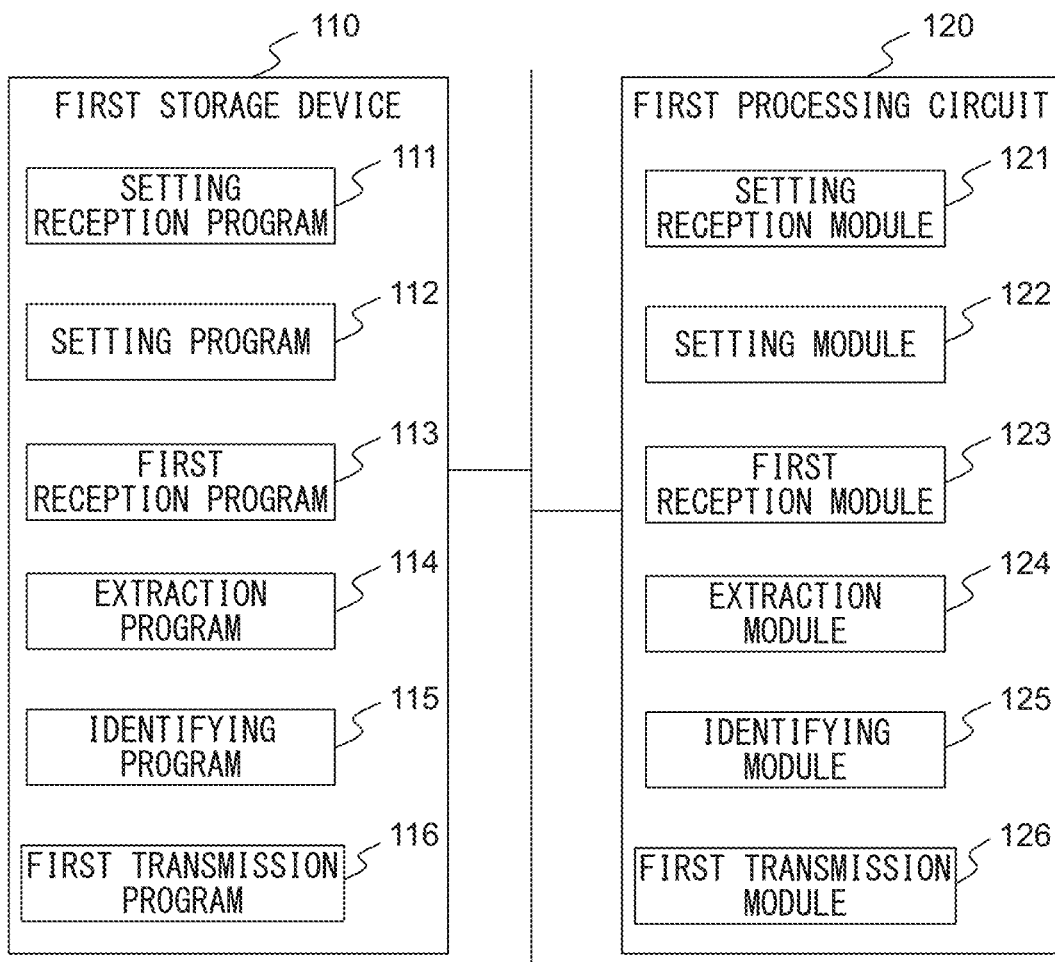 110
FIRST STORAGE DEVICE
111
SETTING
RECEPTION PROGRAM
112
SETTING PROGRAM
113
FIRST
RECEPTION PROGRAM
114
EXTRACTION
PROGRAM
115
IDENTIFYING
PROGRAM
116
FIRST TRANSMISSION
PROGRAM
120
FIRST PROCESSING CIRCUIT
121
SETTING
RECEPTION MODULE
122
SETTING MODULE
123
FIRST
RECEPTION MODULE
124
EXTRACTION
MODULE
125
IDENTIFYING
MODULE
126
FIRST TRANSMISSION
MODULE